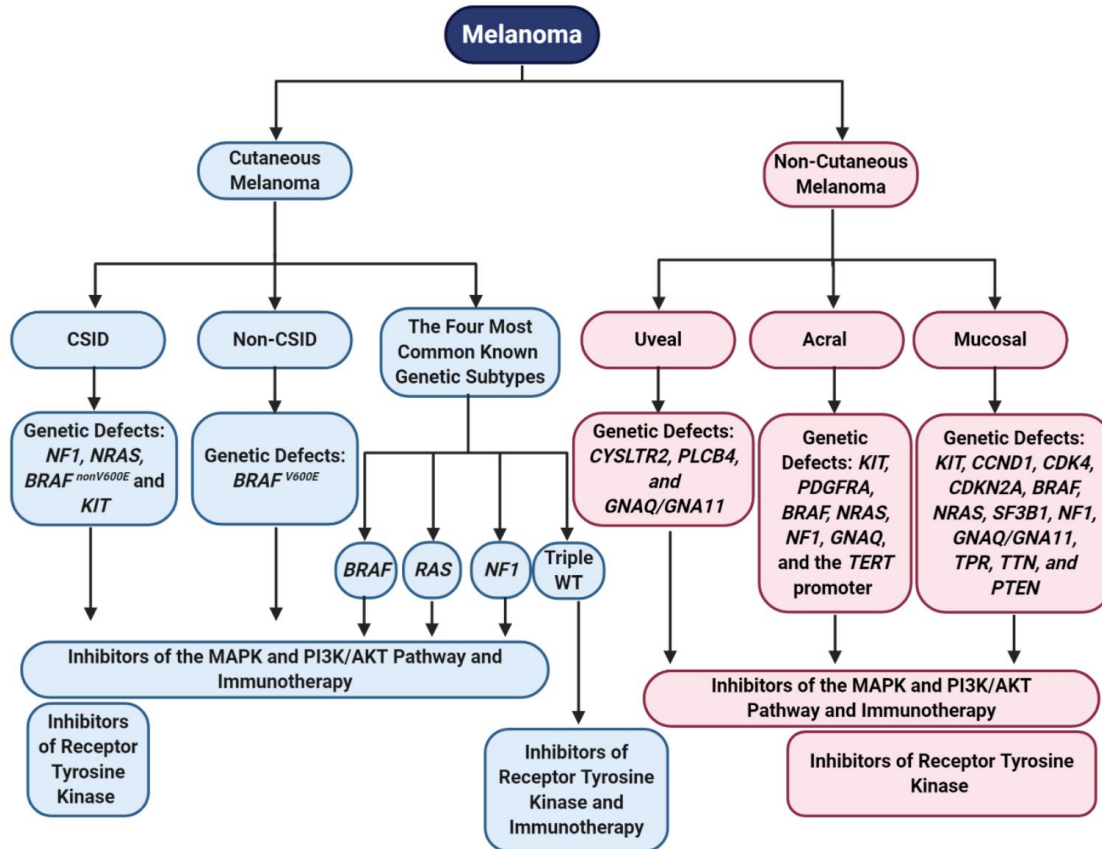 Melanoma
Cutaneous
Melanoma
Non-Cutaneous
Melanoma
CSID
Non-CSID
The Four Most
Common Known
Genetic Subtypes
Uveal
Acral
Mucosal
Genetic Defects:
NF1, NRAS,
BRAF nonV600E and
KIT
Genetic Defects:
BRAF V600E
BRAF
RAS
NF1
Triple
WT
Genetic Defects:
CYSLTR2, PLCB4,
and
GNAQ/GNA11
Genetic
Defects: KIT,
PDGFRA,
BRAF, NRAS,
NF1, GNAQ,
and the TERT
promoter
Genetic Defects:
KIT, CCND1, CDK4,
CDKN2A, BRAF,
NRAS, SF3B1, NF1,
GNAQ/GNA11,
TPR, TTN, and
PTEN
Inhibitors of the MAPK and PI3K/AKT Pathway and
Immunotherapy
Inhibitors
of Receptor
Tyrosine
Kinase
Inhibitors of
Receptor Tyrosine
Kinase and
Immunotherapy
Inhibitors of the MAPK and PI3K/AKT
Pathway and Immunotherapy
Inhibitors of Receptor Tyrosine
Kinase